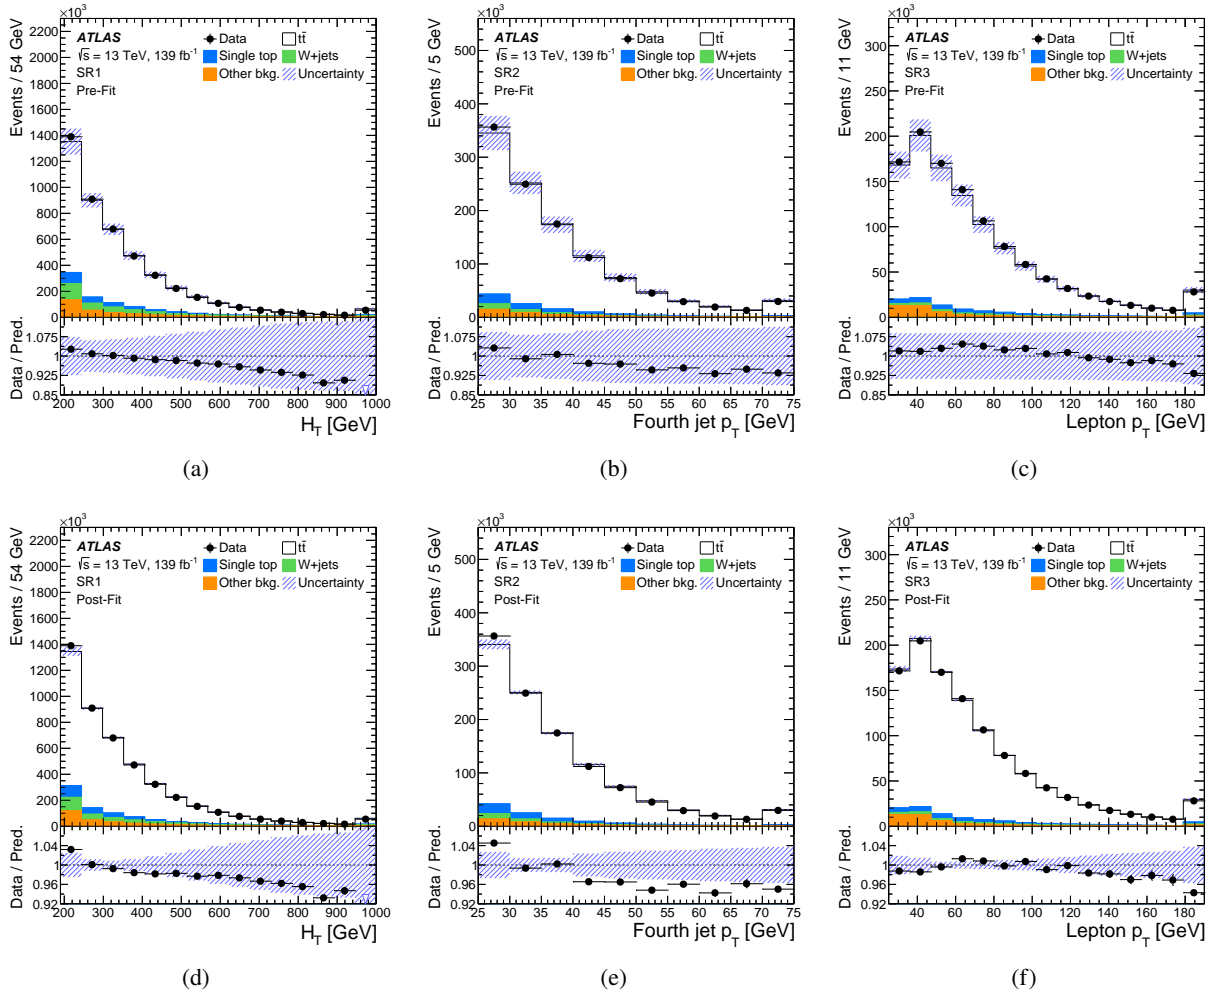 ×10³
Events / 54 GeV
2200
2000
1800
1600
1400
1200
1000
800
600
400
200
0
ATLAS
√s = 13 TeV, 139 fb⁻¹
SR1
Pre-Fit
Data
tt̄
Single top
W+jets
Other bkg.
Uncertainty
Data / Pred.
1.075
1
0.925
0.85
200 300 400 500 600 700 800 900 1000
H_T [GeV]
(a)
×10³
Events / 5 GeV
500
400
300
200
100
0
ATLAS
√s = 13 TeV, 139 fb⁻¹
SR2
Pre-Fit
Data
tt̄
Single top
W+jets
Other bkg.
Uncertainty
Data / Pred.
1.075
1
0.925
0.85
25 30 35 40 45 50 55 60 65 70 75
Fourth jet p_T [GeV]
(b)
×10³
Events / 11 GeV
300
250
200
150
100
50
0
ATLAS
√s = 13 TeV, 139 fb⁻¹
SR3
Pre-Fit
Data
tt̄
Single top
W+jets
Other bkg.
Uncertainty
Data / Pred.
1.075
1
0.925
0.85
40 60 80 100 120 140 160 180
Lepton p_T [GeV]
(c)
×10³
Events / 54 GeV
2200
2000
1800
1600
1400
1200
1000
800
600
400
200
0
ATLAS
√s = 13 TeV, 139 fb⁻¹
SR1
Post-Fit
Data
tt̄
Single top
W+jets
Other bkg.
Uncertainty
Data / Pred.
1.04
1
0.96
0.92
200 300 400 500 600 700 800 900 1000
H_T [GeV]
(d)
×10³
Events / 5 GeV
500
400
300
200
100
0
ATLAS
√s = 13 TeV, 139 fb⁻¹
SR2
Post-Fit
Data
tt̄
Single top
W+jets
Other bkg.
Uncertainty
Data / Pred.
1.04
1
0.96
0.92
25 30 35 40 45 50 55 60 65 70 75
Fourth jet p_T [GeV]
(e)
×10³
Events / 11 GeV
300
250
200
150
100
50
0
ATLAS
√s = 13 TeV, 139 fb⁻¹
SR3
Post-Fit
Data
tt̄
Single top
W+jets
Other bkg.
Uncertainty
Data / Pred.
1.04
1
0.96
0.92
40 60 80 100 120 140 160 180
Lepton p_T [GeV]
(f)